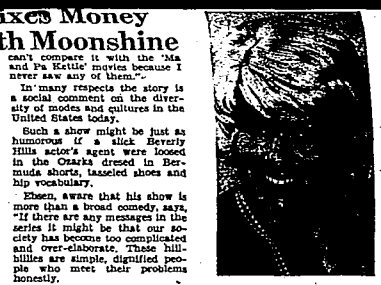 ixes Money
th Moonshine
can't compare it with the 'Ma
and Pa Kettle' movies because I
never saw any of them."
In many respects the story is
a social comment on the diver-
sity of modes and cultures in the
United States today.
Such a show might be just as
humorous if a slick Beverly
Hills actor's agent were loosed
in the Ozarks dresed in Ber-
muda shorts, tasseled shoes and
hip vocabulary.
Ebsen, aware that his show is
more than a broad comedy, says,
"If there are any messages in the
series it might be that our so-
ciety has become too complicated
and over-elaborate. These hill-
billies are simple, dignified peo-
ple who meet their problems
honestly.